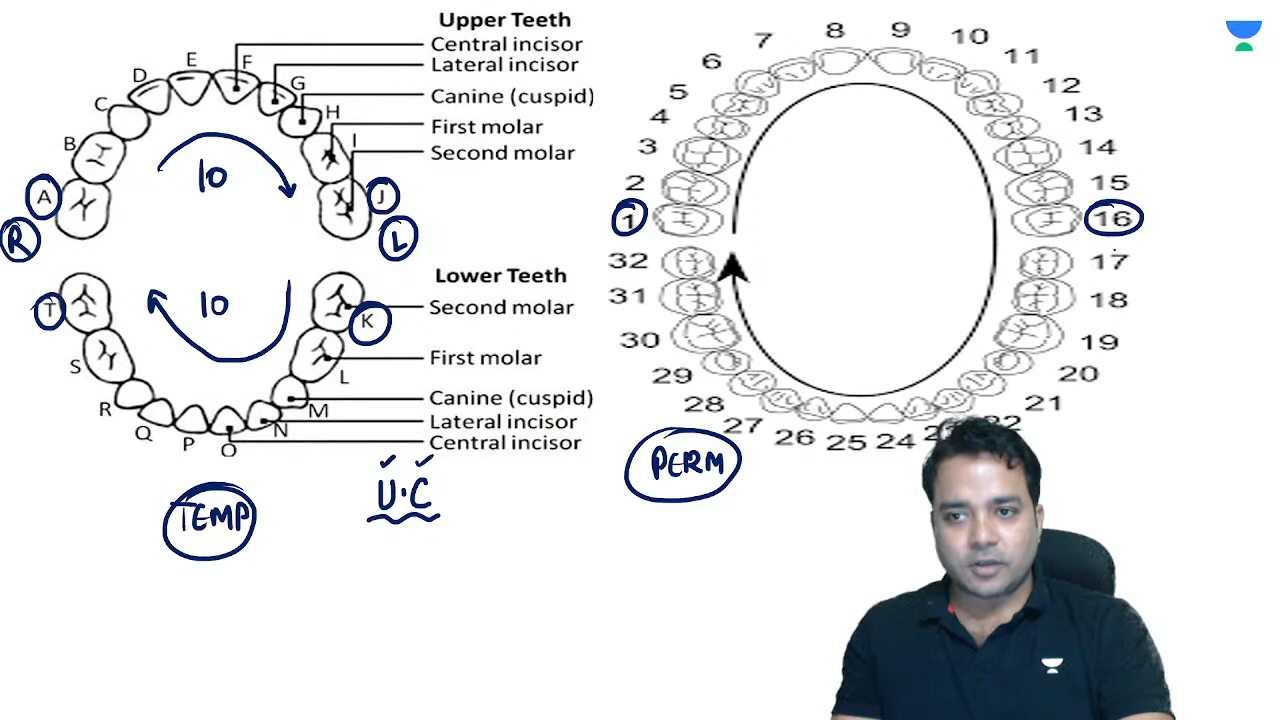 Upper Teeth
Central incisor
Lateral incisor
Canine (cuspid)
First molar
Second molar
A
B
C
D
E
F
G
H
I
J
R
L
10
Lower Teeth
Second molar
First molar
Canine (cuspid)
Lateral incisor
Central incisor
T
S
R
Q
P
O
N
M
L
K
10
TEMP
U.C
1
2
3
4
5
6
7
8
9
10
11
12
13
14
15
16
32
31
30
29
28
27
26
25
24
22
21
20
19
18
17
PERM